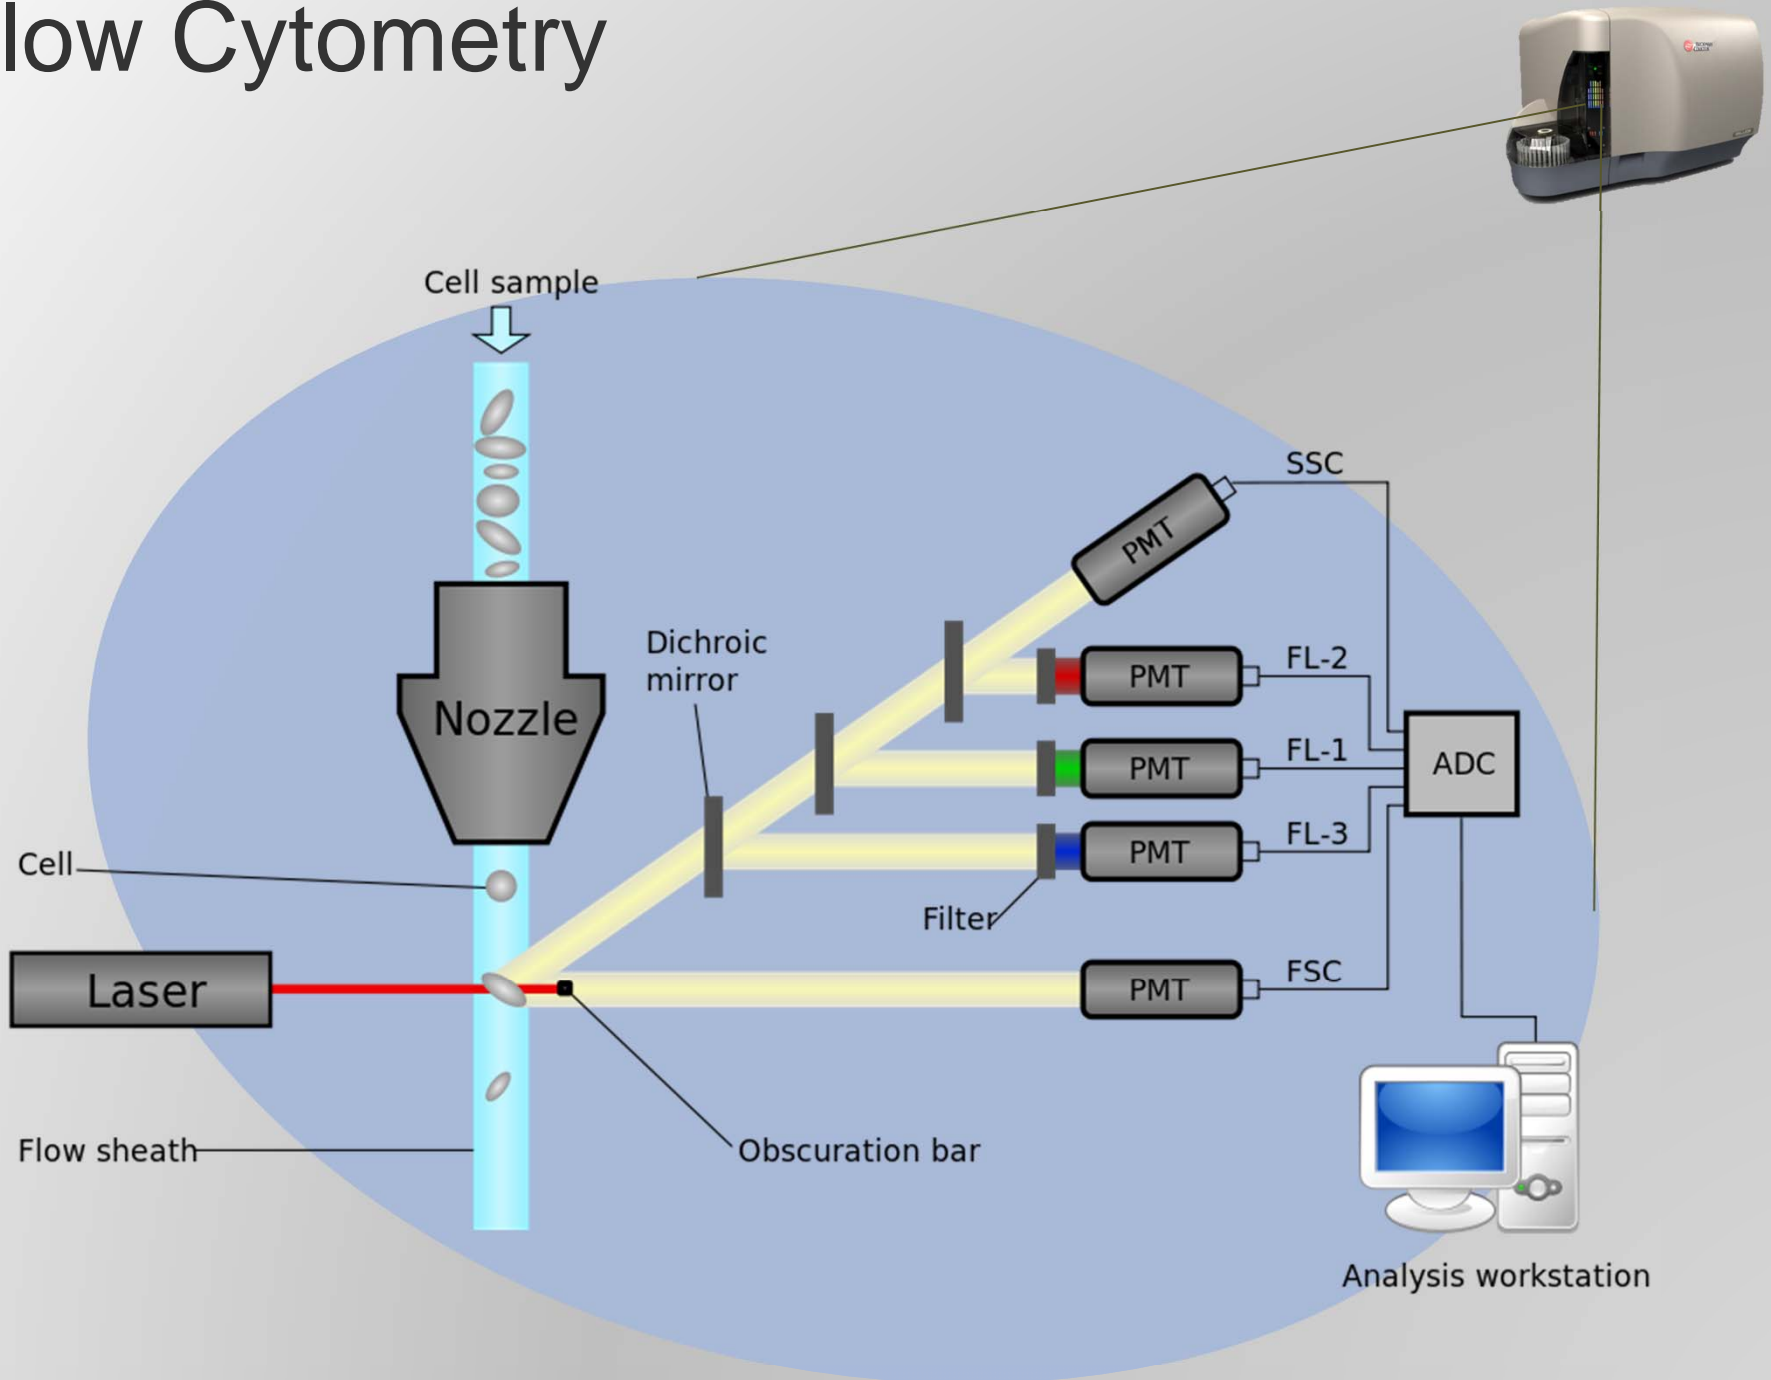 low Cytometry
Cell sample
SSC
PMT
Dichroic
mirror
FL-2
PMT
Nozzle
FL-1
PMT
ADC
FL-3
PMT
Cell
Filter
Laser
FSC
PMT
Flow sheath
Obscuration bar
Analysis workstation